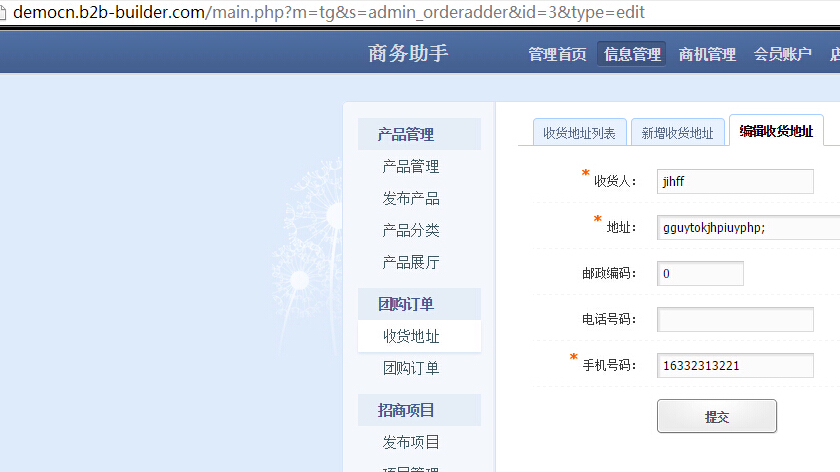 democn.b2b-builder.com/main.php?m=tg&s=admin_orderadder&id=3&type=edit
商务助手 管理首页 信息管理 商机管理 会员账户
收货地址列表 新增收货地址 编辑收货地址
产品管理
产品管理
发布产品
产品分类
产品展厅
团购订单
收货地址
团购订单
招商项目
发布项目
* 收货人： jihff
* 地址： gguytokjhpiuyphp;
邮政编码： 0
电话号码：
* 手机号码： 16332313221
提交